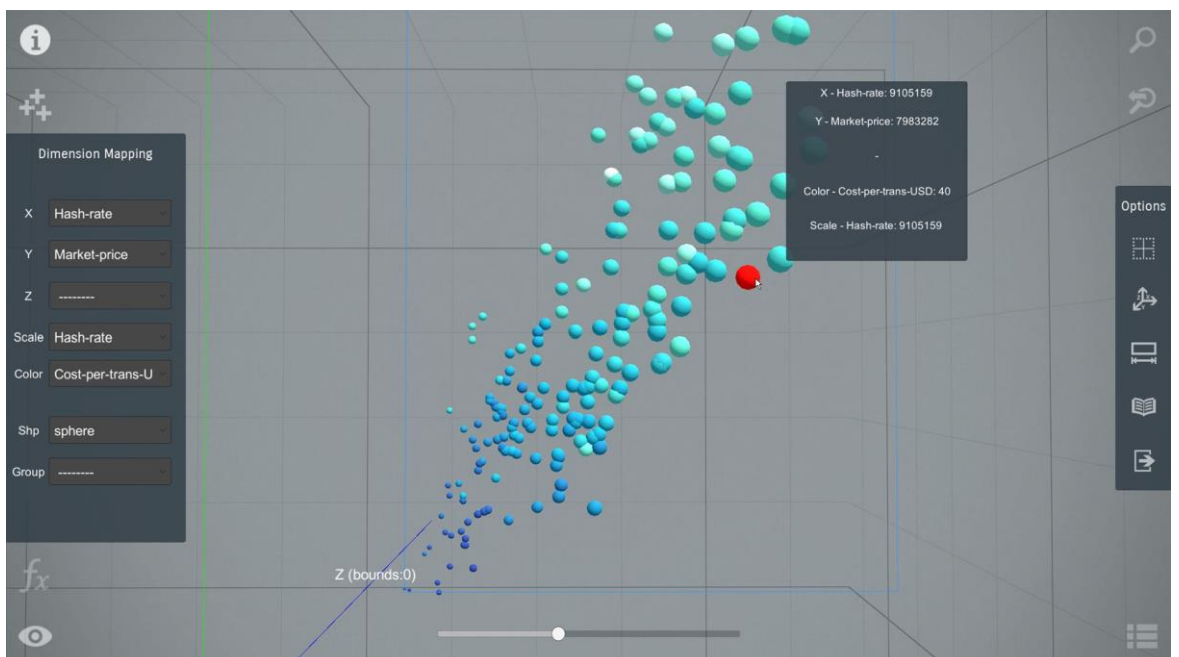 i
Dimension Mapping
X Hash-rate
Y Market-price
Z --------
Scale Hash-rate
Color Cost-per-trans-U
Shp sphere
Group --------
fx
Z (bounds:0)
X - Hash-rate: 9105159
Y - Market-price: 7983282
-
Color - Cost-per-trans-USD: 40
Scale - Hash-rate: 9105159
Options